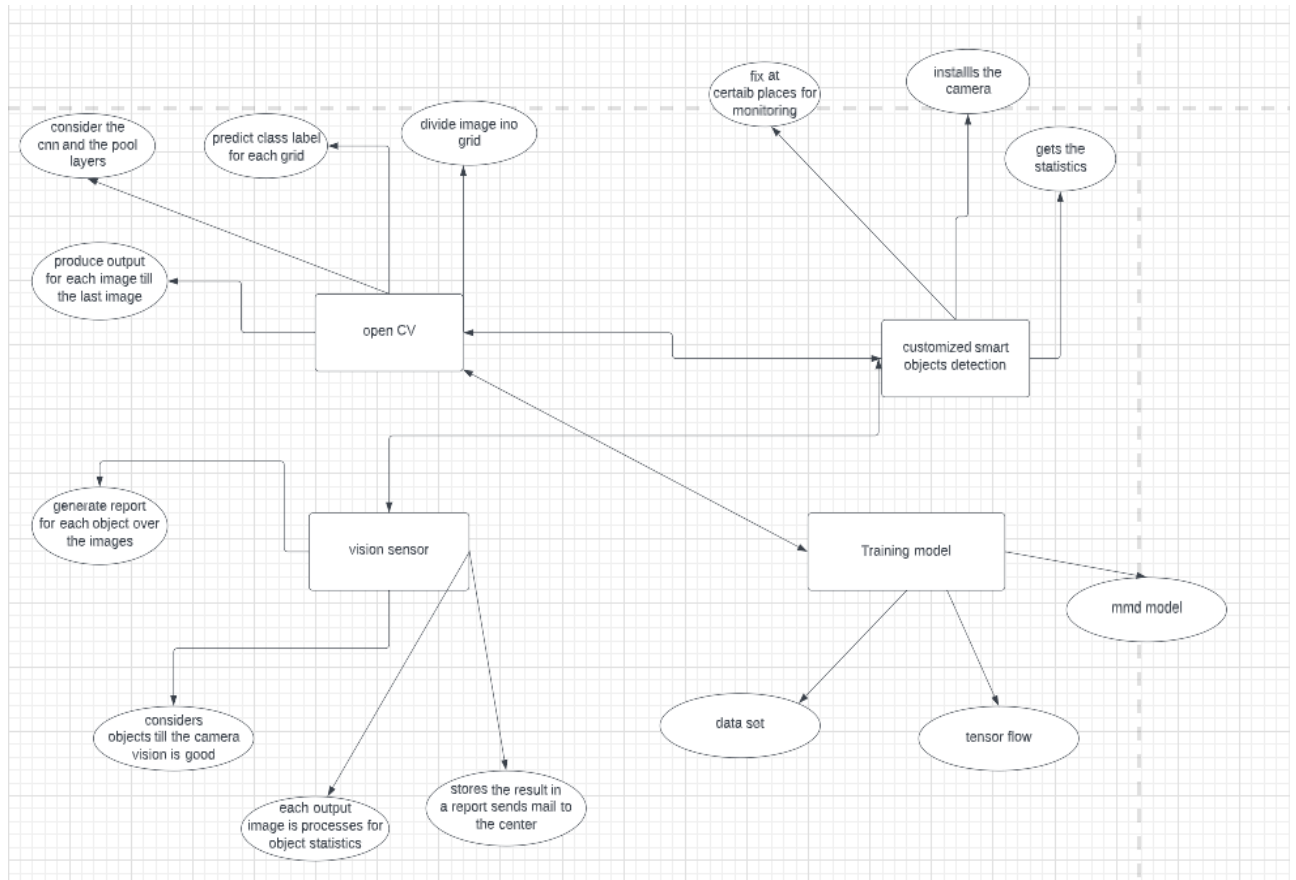 fix at
certaib places for
monitoring
installls the
camera
consider the
cnn and the pool
layers
predict class label
for each grid
divide image ino
grid
gets the
statistics
produce output
for each image till
the last image
open CV
customized smart
objects detection
generate report
for each object over
the images
vision sensor
Training model
mmd model
considers
objects till the camera
vision is good
data set
tensor flow
each output
image is processes for
object statistics
stores the result in
a report sends mail to
the center